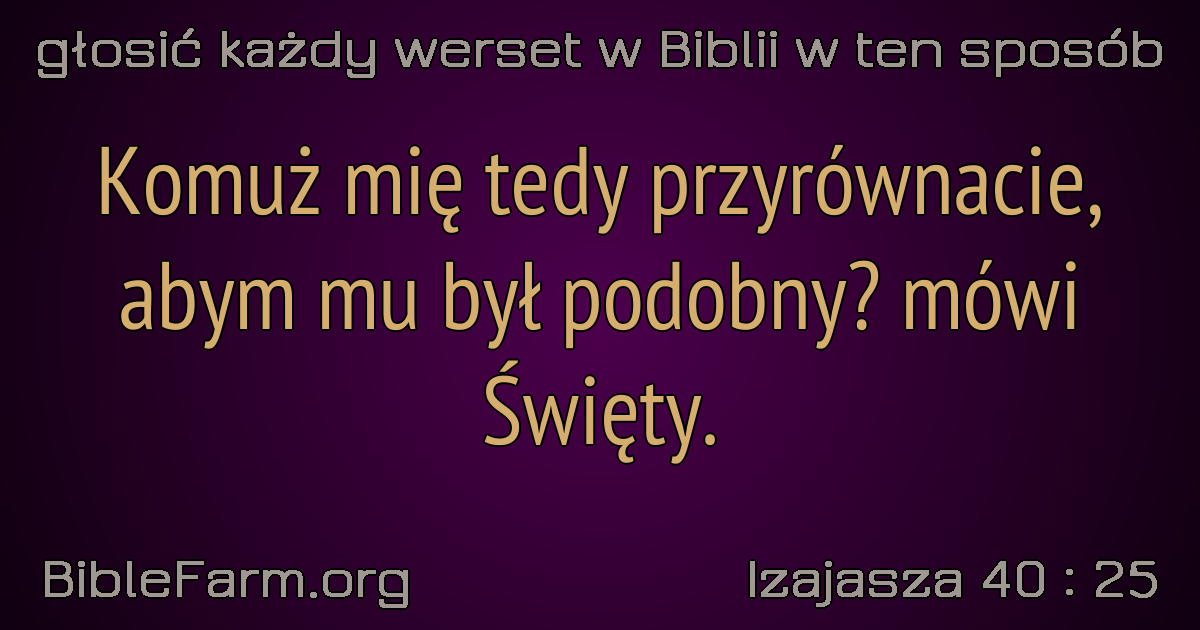 głosić każdy werset w Biblii w ten sposób
Komuż mię tedy przyrównacie,
abym mu był podobny? mówi
Święty.
BibleFarm.org
Izajasza 40 : 25